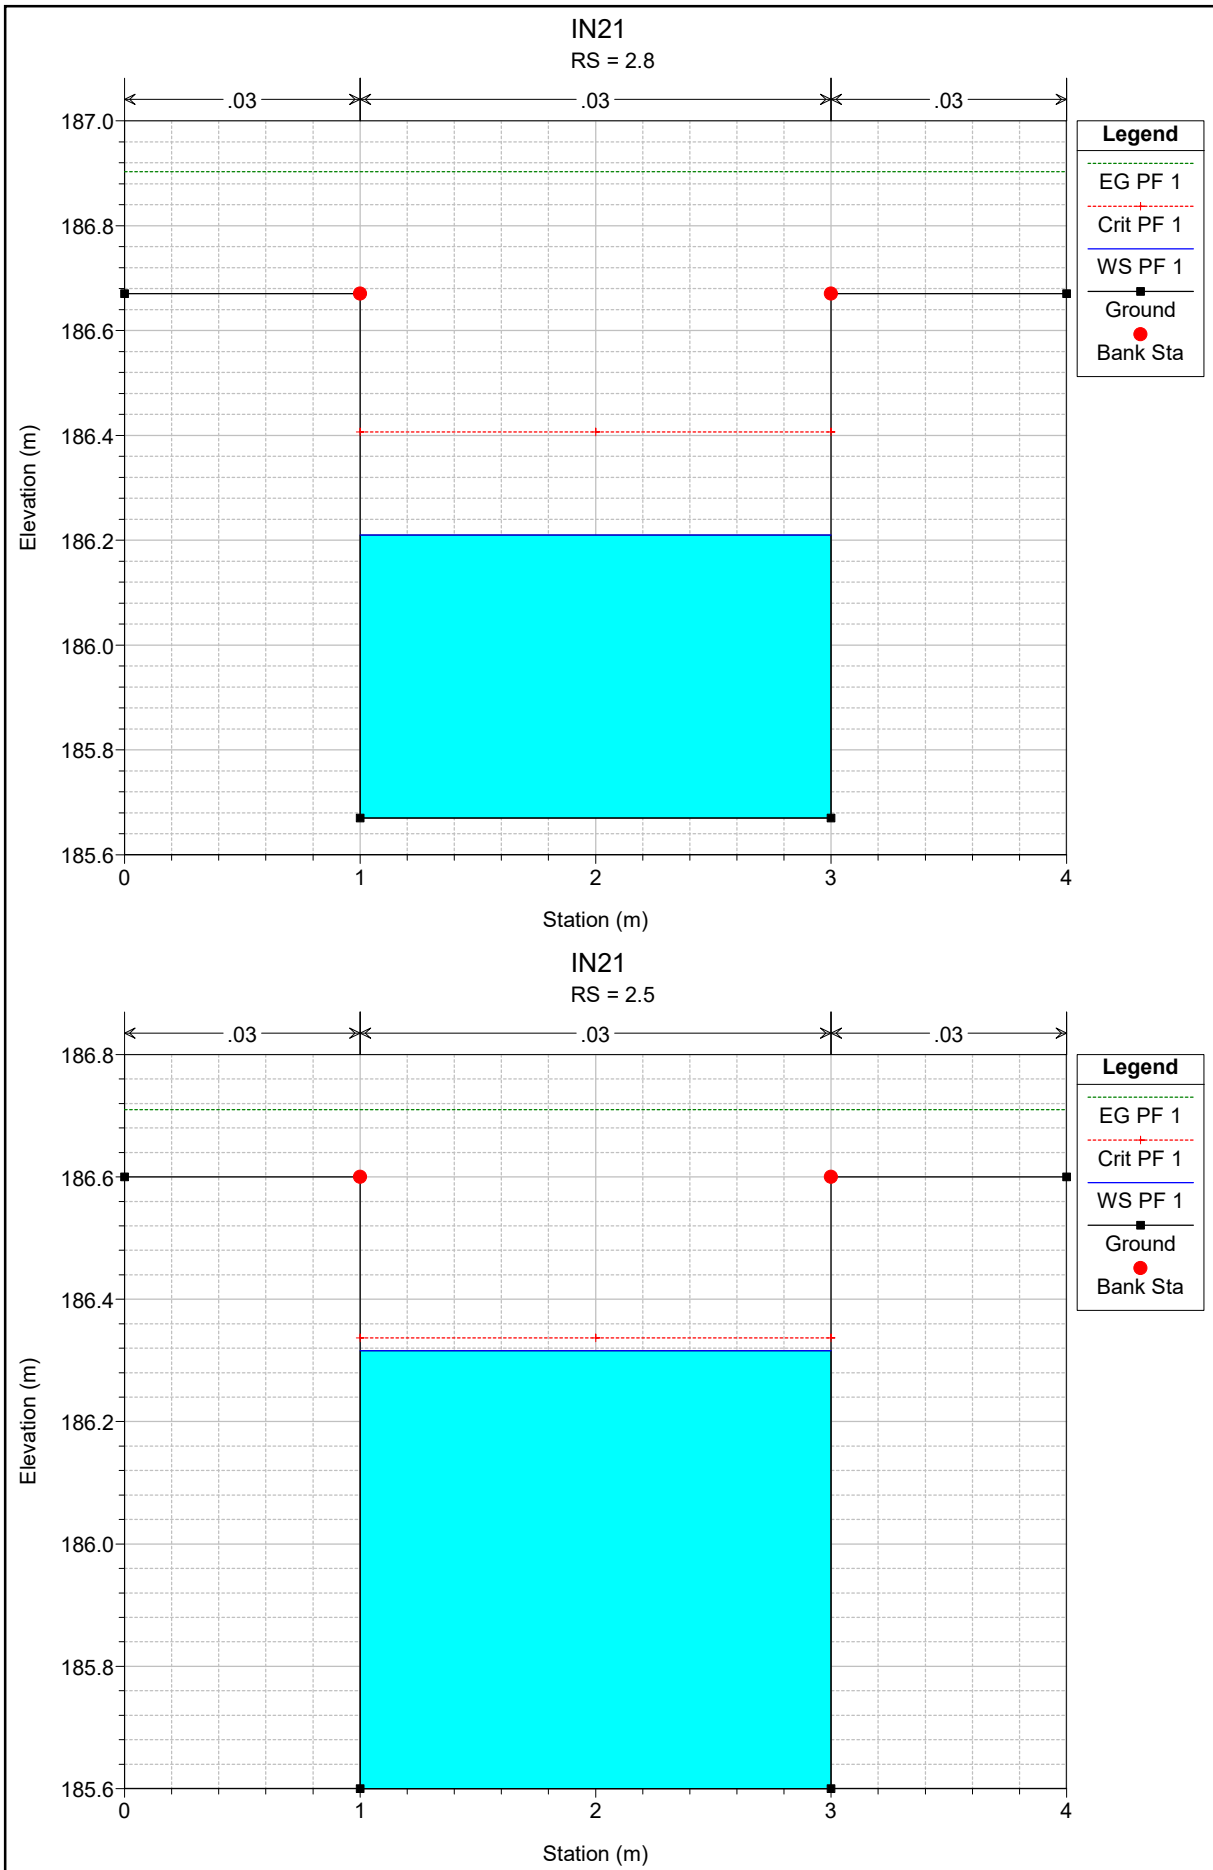 IN21
RS = 2.8
.03 .03 .03
187.0
186.8
186.6
186.4
186.2
186.0
185.8
185.6
0 1 2 3 4
Elevation (m)
Station (m)
Legend
EG PF 1
Crit PF 1
WS PF 1
Ground
Bank Sta
IN21
RS = 2.5
.03 .03 .03
186.8
186.6
186.4
186.2
186.0
185.8
185.6
0 1 2 3 4
Elevation (m)
Station (m)
Legend
EG PF 1
Crit PF 1
WS PF 1
Ground
Bank Sta